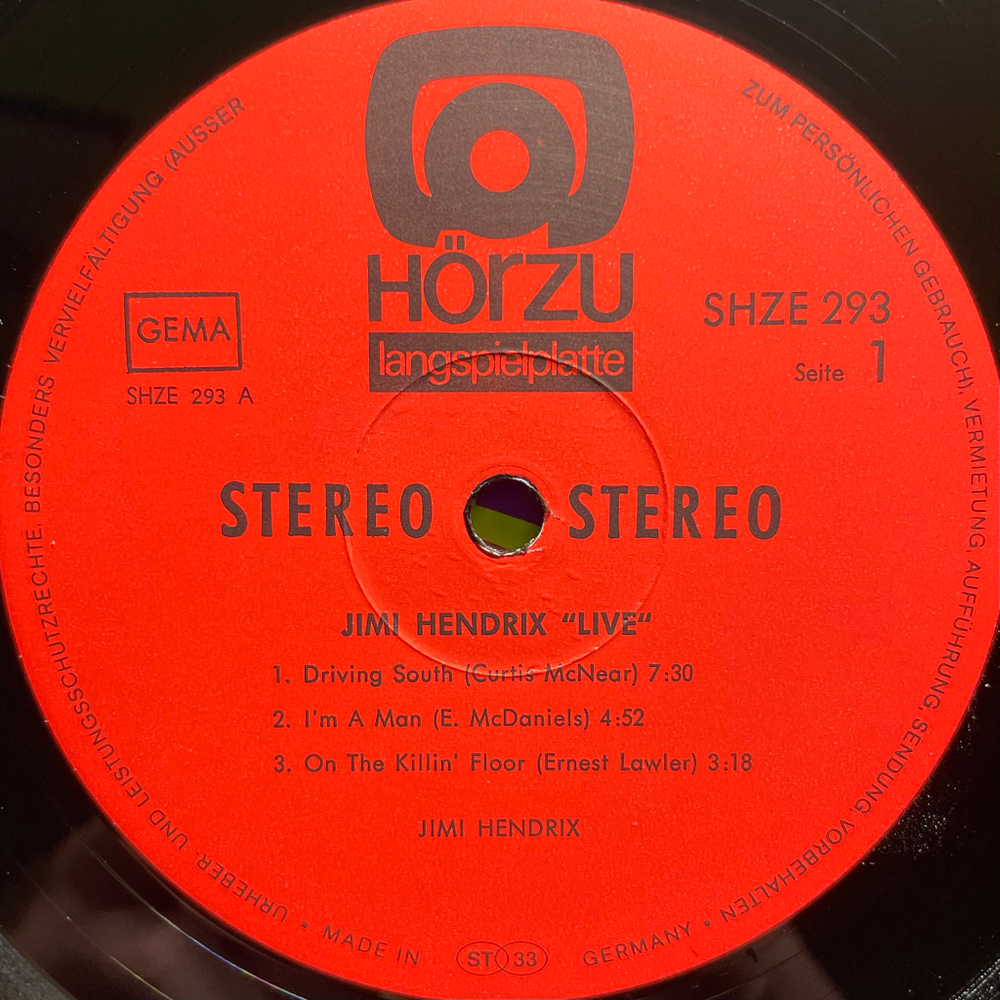 HÖrZU
langspielplatte
GEMA
SHZE 293 A
SHZE 293
Seite 1
STEREO STEREO
JIMI HENDRIX “LIVE“
1. Driving South (Curtis McNear) 7:30
2. I'm A Man (E. McDaniels) 4:52
3. On The Killin' Floor (Ernest Lawler) 3:18
JIMI HENDRIX
• URHEBER- UND LEISTUNGSSCHUTZRECHTE. BESONDERS VERVIELFÄLTIGUNG (AUSSER
ZUM PERSÖNLICHEN GEBRAUCH), VERMIETUNG, AUFFÜHRUNG, SENDUNG, VORBEHALTEN •
MADE IN ST 33 GERMANY